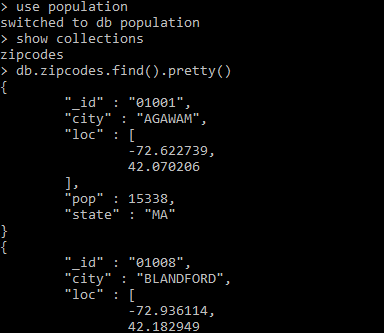 > use population
switched to db population
> show collections
zipcodes
> db.zipcodes.find().pretty()
{
        "_id" : "01001",
        "city" : "AGAWAM",
        "loc" : [
                -72.622739,
                42.070206
        ],
        "pop" : 15338,
        "state" : "MA"
}
{
        "_id" : "01008",
        "city" : "BLANDFORD",
        "loc" : [
                -72.936114,
                42.182949